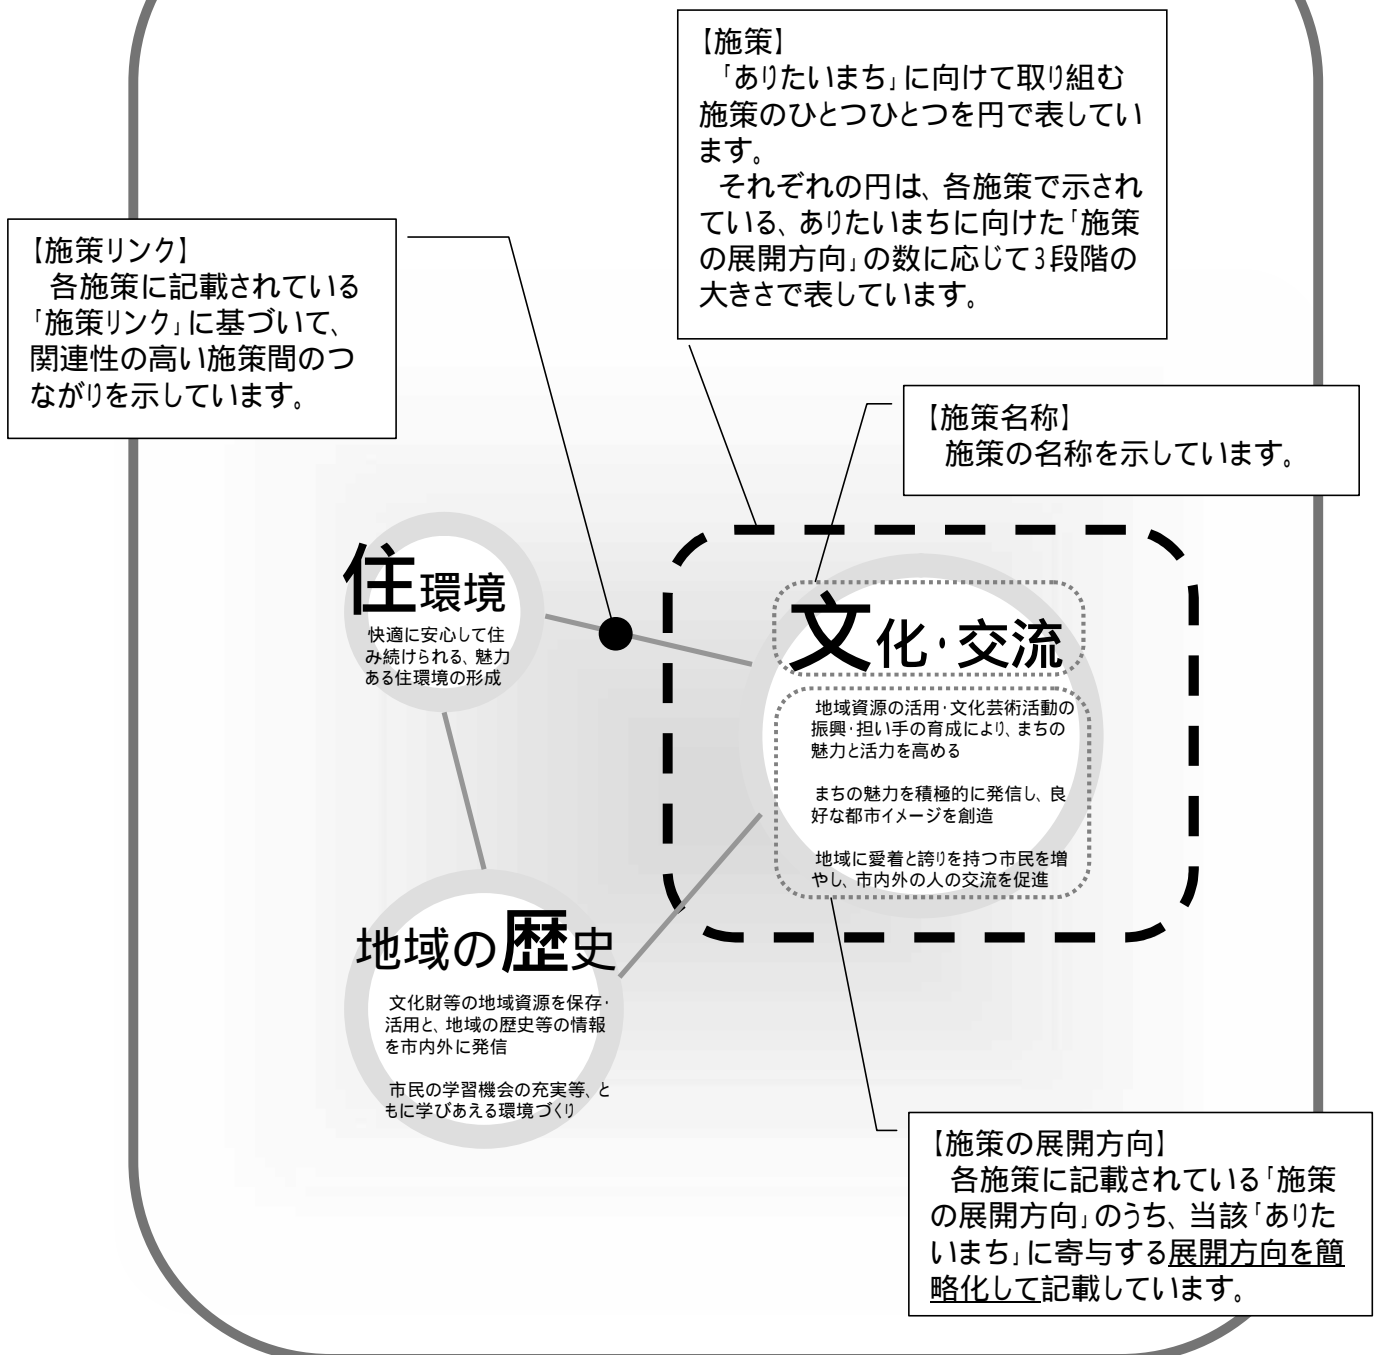 【施策】
「ありたいまち」に向けて取り組む
施策のひとつひとつを円で表してい
ます。
それぞれの円は、各施策で示され
ている、ありたいまちに向けた「施策
の展開方向」の数に応じて3段階の
大きさで表しています。
【施策リンク】
各施策に記載されている
「施策リンク」に基づいて、
関連性の高い施策間のつ
ながりを示しています。
【施策名称】
施策の名称を示しています。
住環境
快適に安心して住
み続けられる、魅力
ある住環境の形成
文化・交流
地域資源の活用・文化芸術活動の
振興・担い手の育成により、まちの
魅力と活力を高める
まちの魅力を積極的に発信し、良
好な都市イメージを創造
地域に愛着と誇りを持つ市民を増
やし、市内外の人の交流を促進
地域の歴史
文化財等の地域資源を保存・
活用と、地域の歴史等の情報
を市内外に発信
市民の学習機会の充実等、と
もに学びあえる環境づくり
【施策の展開方向】
各施策に記載されている「施策
の展開方向」のうち、当該「ありた
いまち」に寄与する展開方向を簡
略化して記載しています。